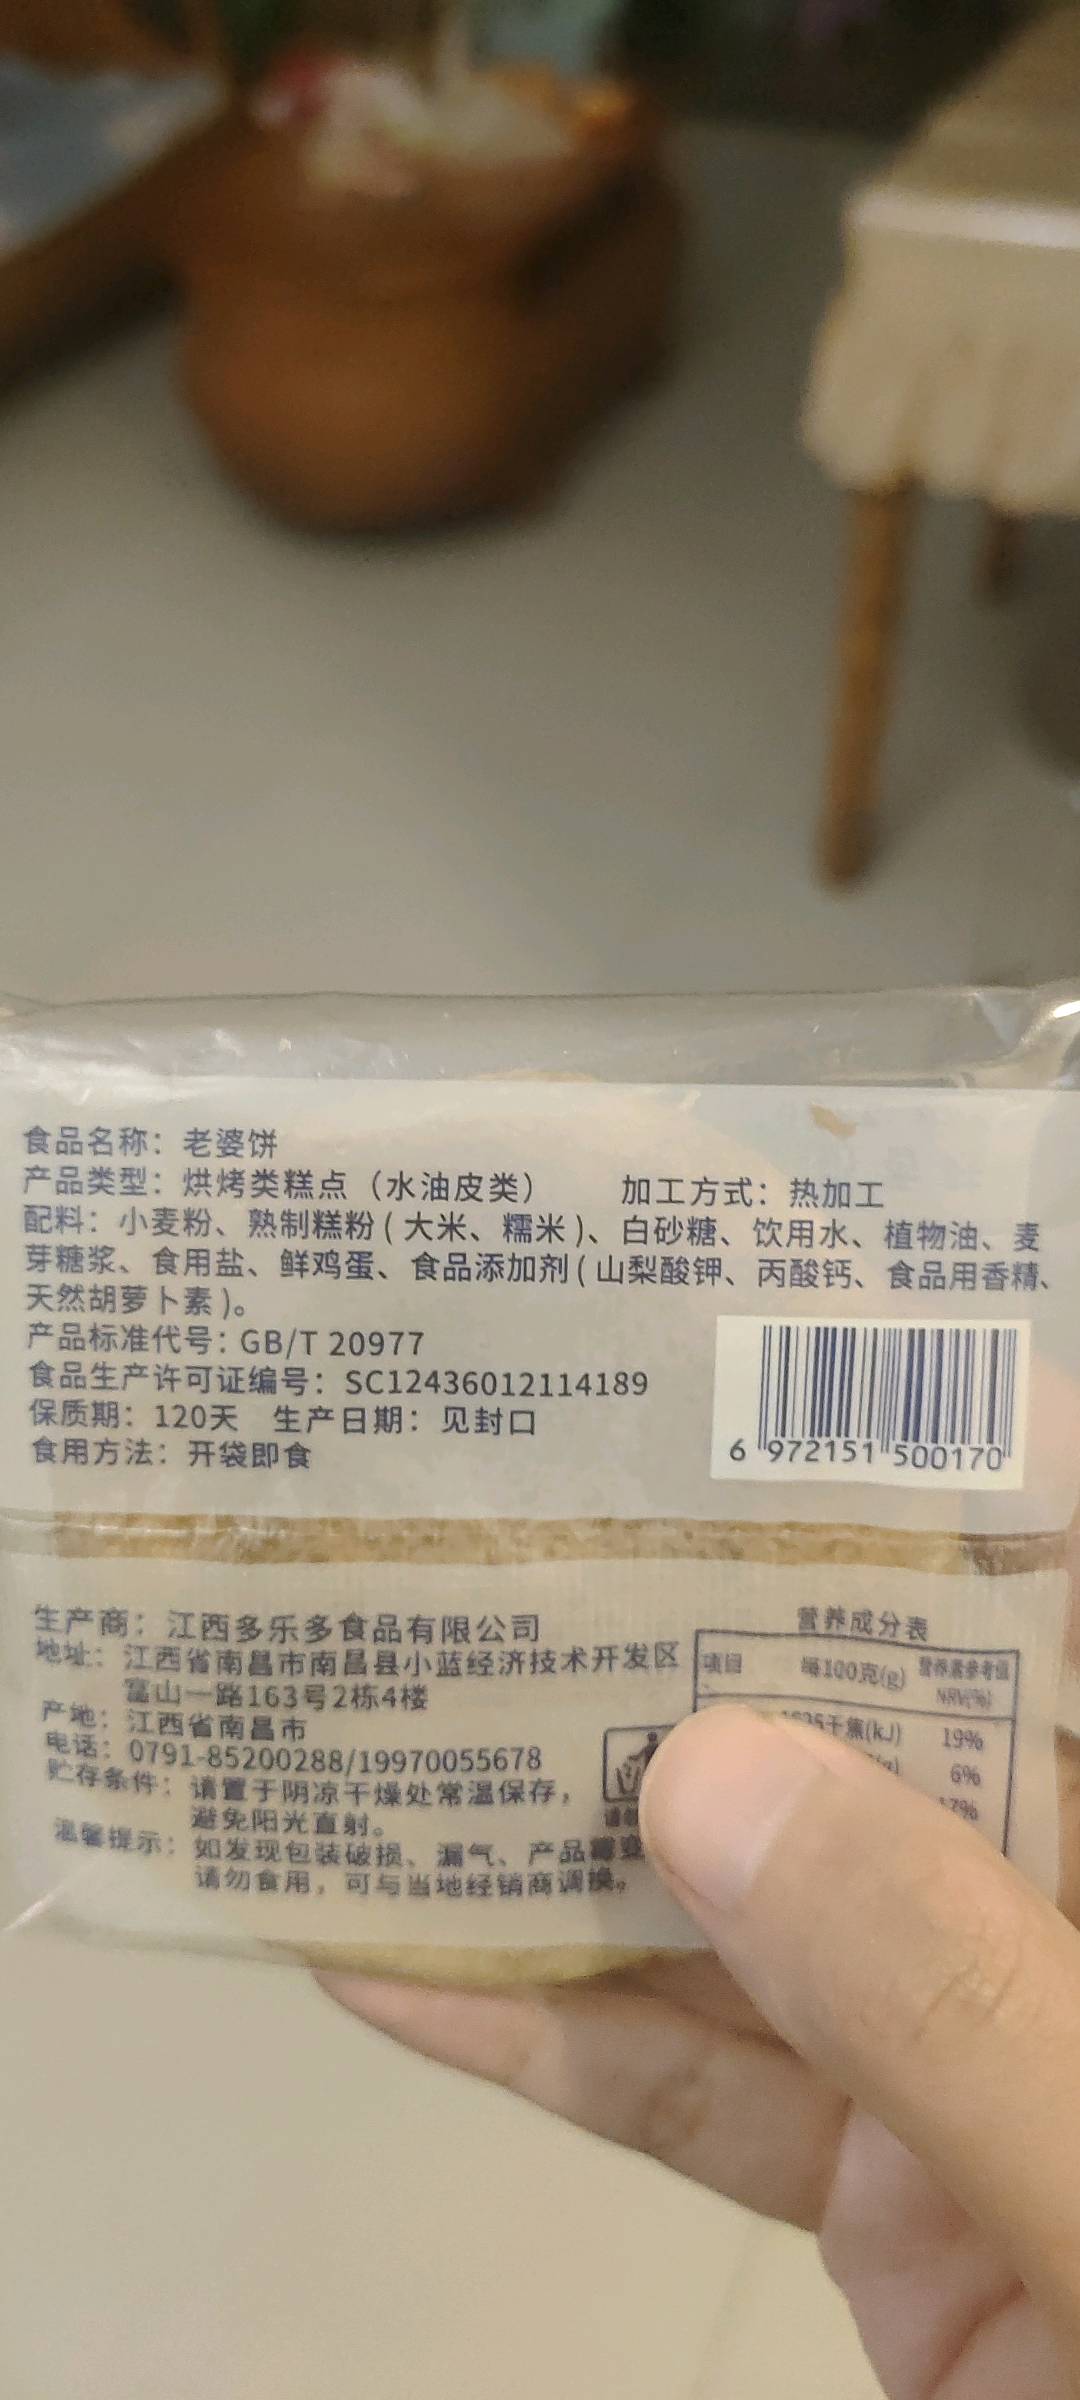 食品名称：老婆饼
产品类型：烘烤类糕点（水油皮类） 加工方式：热加工
配料：小麦粉、熟制糕粉(大米、糯米)、白砂糖、饮用水、植物油、麦
芽糖浆、食用盐、鲜鸡蛋、食品添加剂(山梨酸钾、丙酸钙、食品用香精、
天然胡萝卜素)。
产品标准代号：GB/T 20977
食品生产许可证编号：SC12436012114189
保质期：120天 生产日期：见封口
食用方法：开袋即食
6 972151 500170
生产商：江西多乐多食品有限公司
地址：江西省南昌市南昌县小蓝经济技术开发区
富山一路163号2栋4楼
产地：江西省南昌市
电话：0791-85200288/19970055678
贮存条件：请置于阴凉干燥处常温保存，
避免阳光直射。
温馨提示：如发现包装破损、漏气、产品霉变
请勿食用，可与当地经销商调换。
营养成分表
项目 每100克(g) 营养素参考值
NRV(%)
千焦(kJ) 19%
(g) 6%
17%